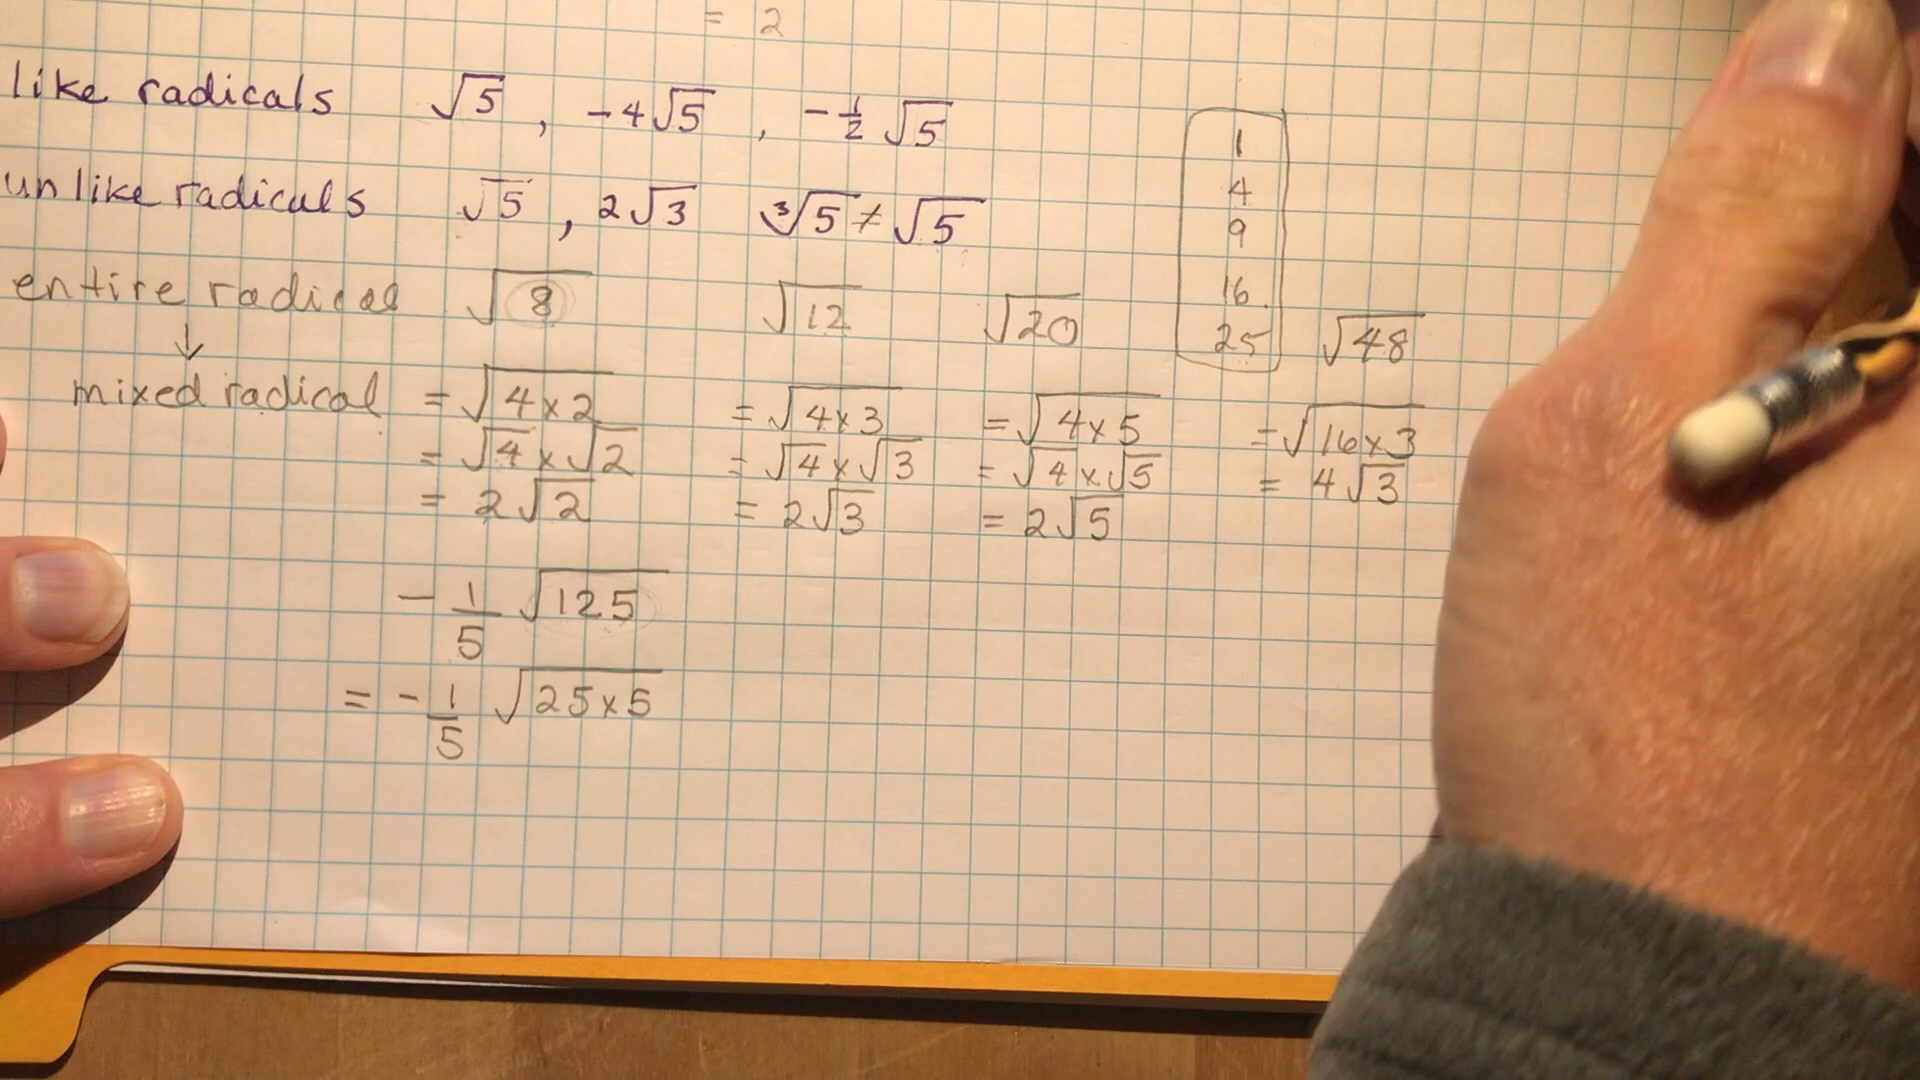 = 2
like radicals √5 , -4√5 , -1/2 √5
unlike radicals √5 , 2√3 ³√5 ≠ √5
1
4
9
16
25
entire radical √8 √12 √20 √48
↓
mixed radical = √4×2 = √4×3 = √4×5 = √16×3
= √4 × √2 = √4 × √3 = √4 × √5 = 4√3
= 2√2 = 2√3 = 2√5
- 1/5 √125
= - 1/5 √25×5